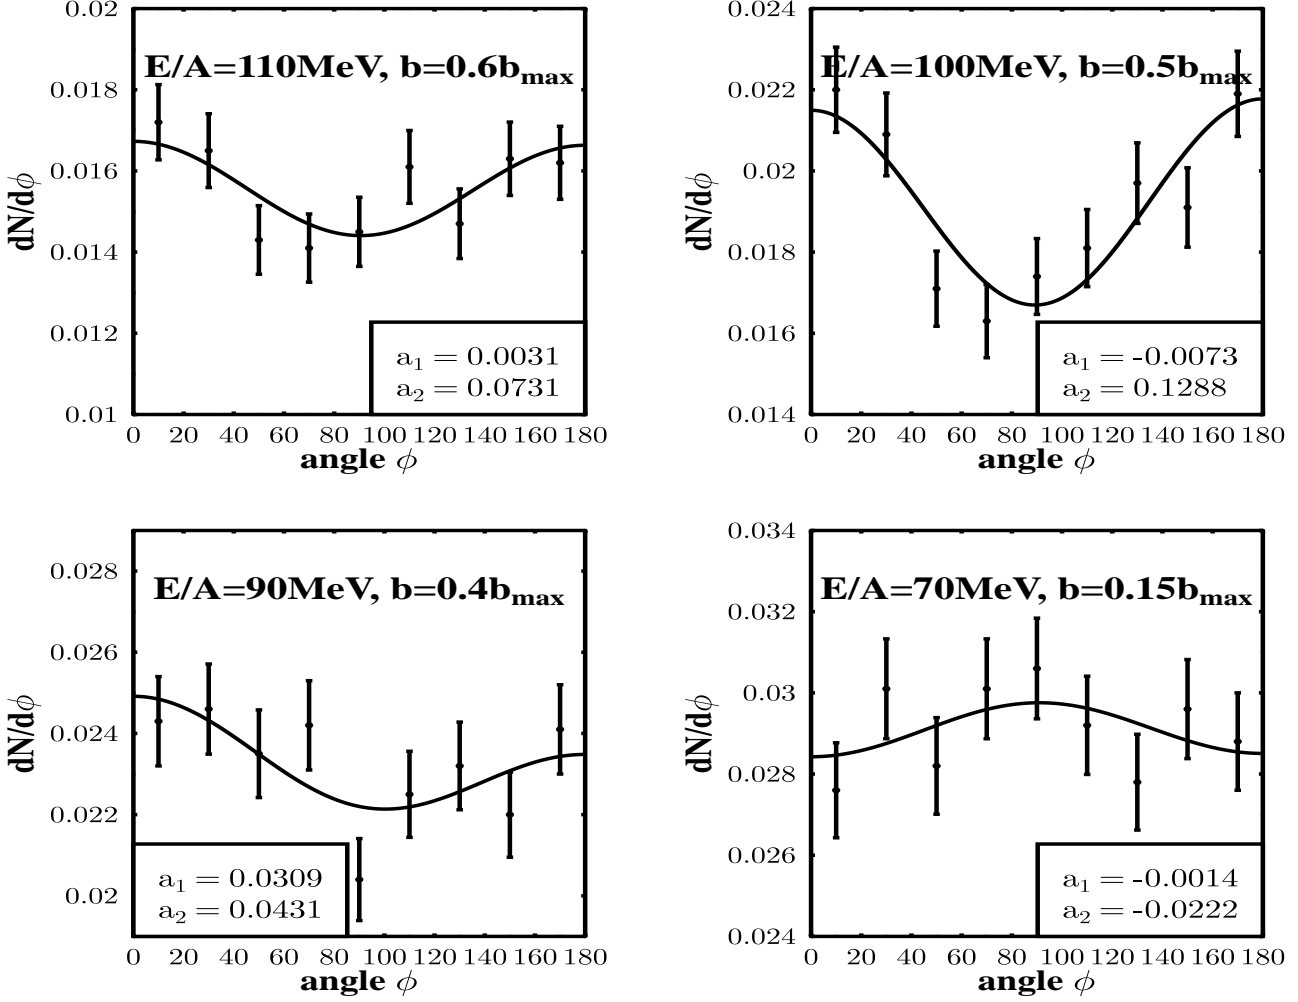 0.02
0.018
0.016
0.014
0.012
0.01
dN/dϕ
E/A=110MeV, b=0.6bmax
a1 = 0.0031
a2 = 0.0731
0 20 40 60 80 100 120 140 160 180
angle ϕ
0.024
0.022
0.02
0.018
0.016
0.014
dN/dϕ
E/A=100MeV, b=0.5bmax
a1 = -0.0073
a2 = 0.1288
0 20 40 60 80 100 120 140 160 180
angle ϕ
0.028
0.026
0.024
0.022
0.02
dN/dϕ
E/A=90MeV, b=0.4bmax
a1 = 0.0309
a2 = 0.0431
0 20 40 60 80 100 120 140 160 180
angle ϕ
0.034
0.032
0.03
0.028
0.026
0.024
dN/dϕ
E/A=70MeV, b=0.15bmax
a1 = -0.0014
a2 = -0.0222
0 20 40 60 80 100 120 140 160 180
angle ϕ